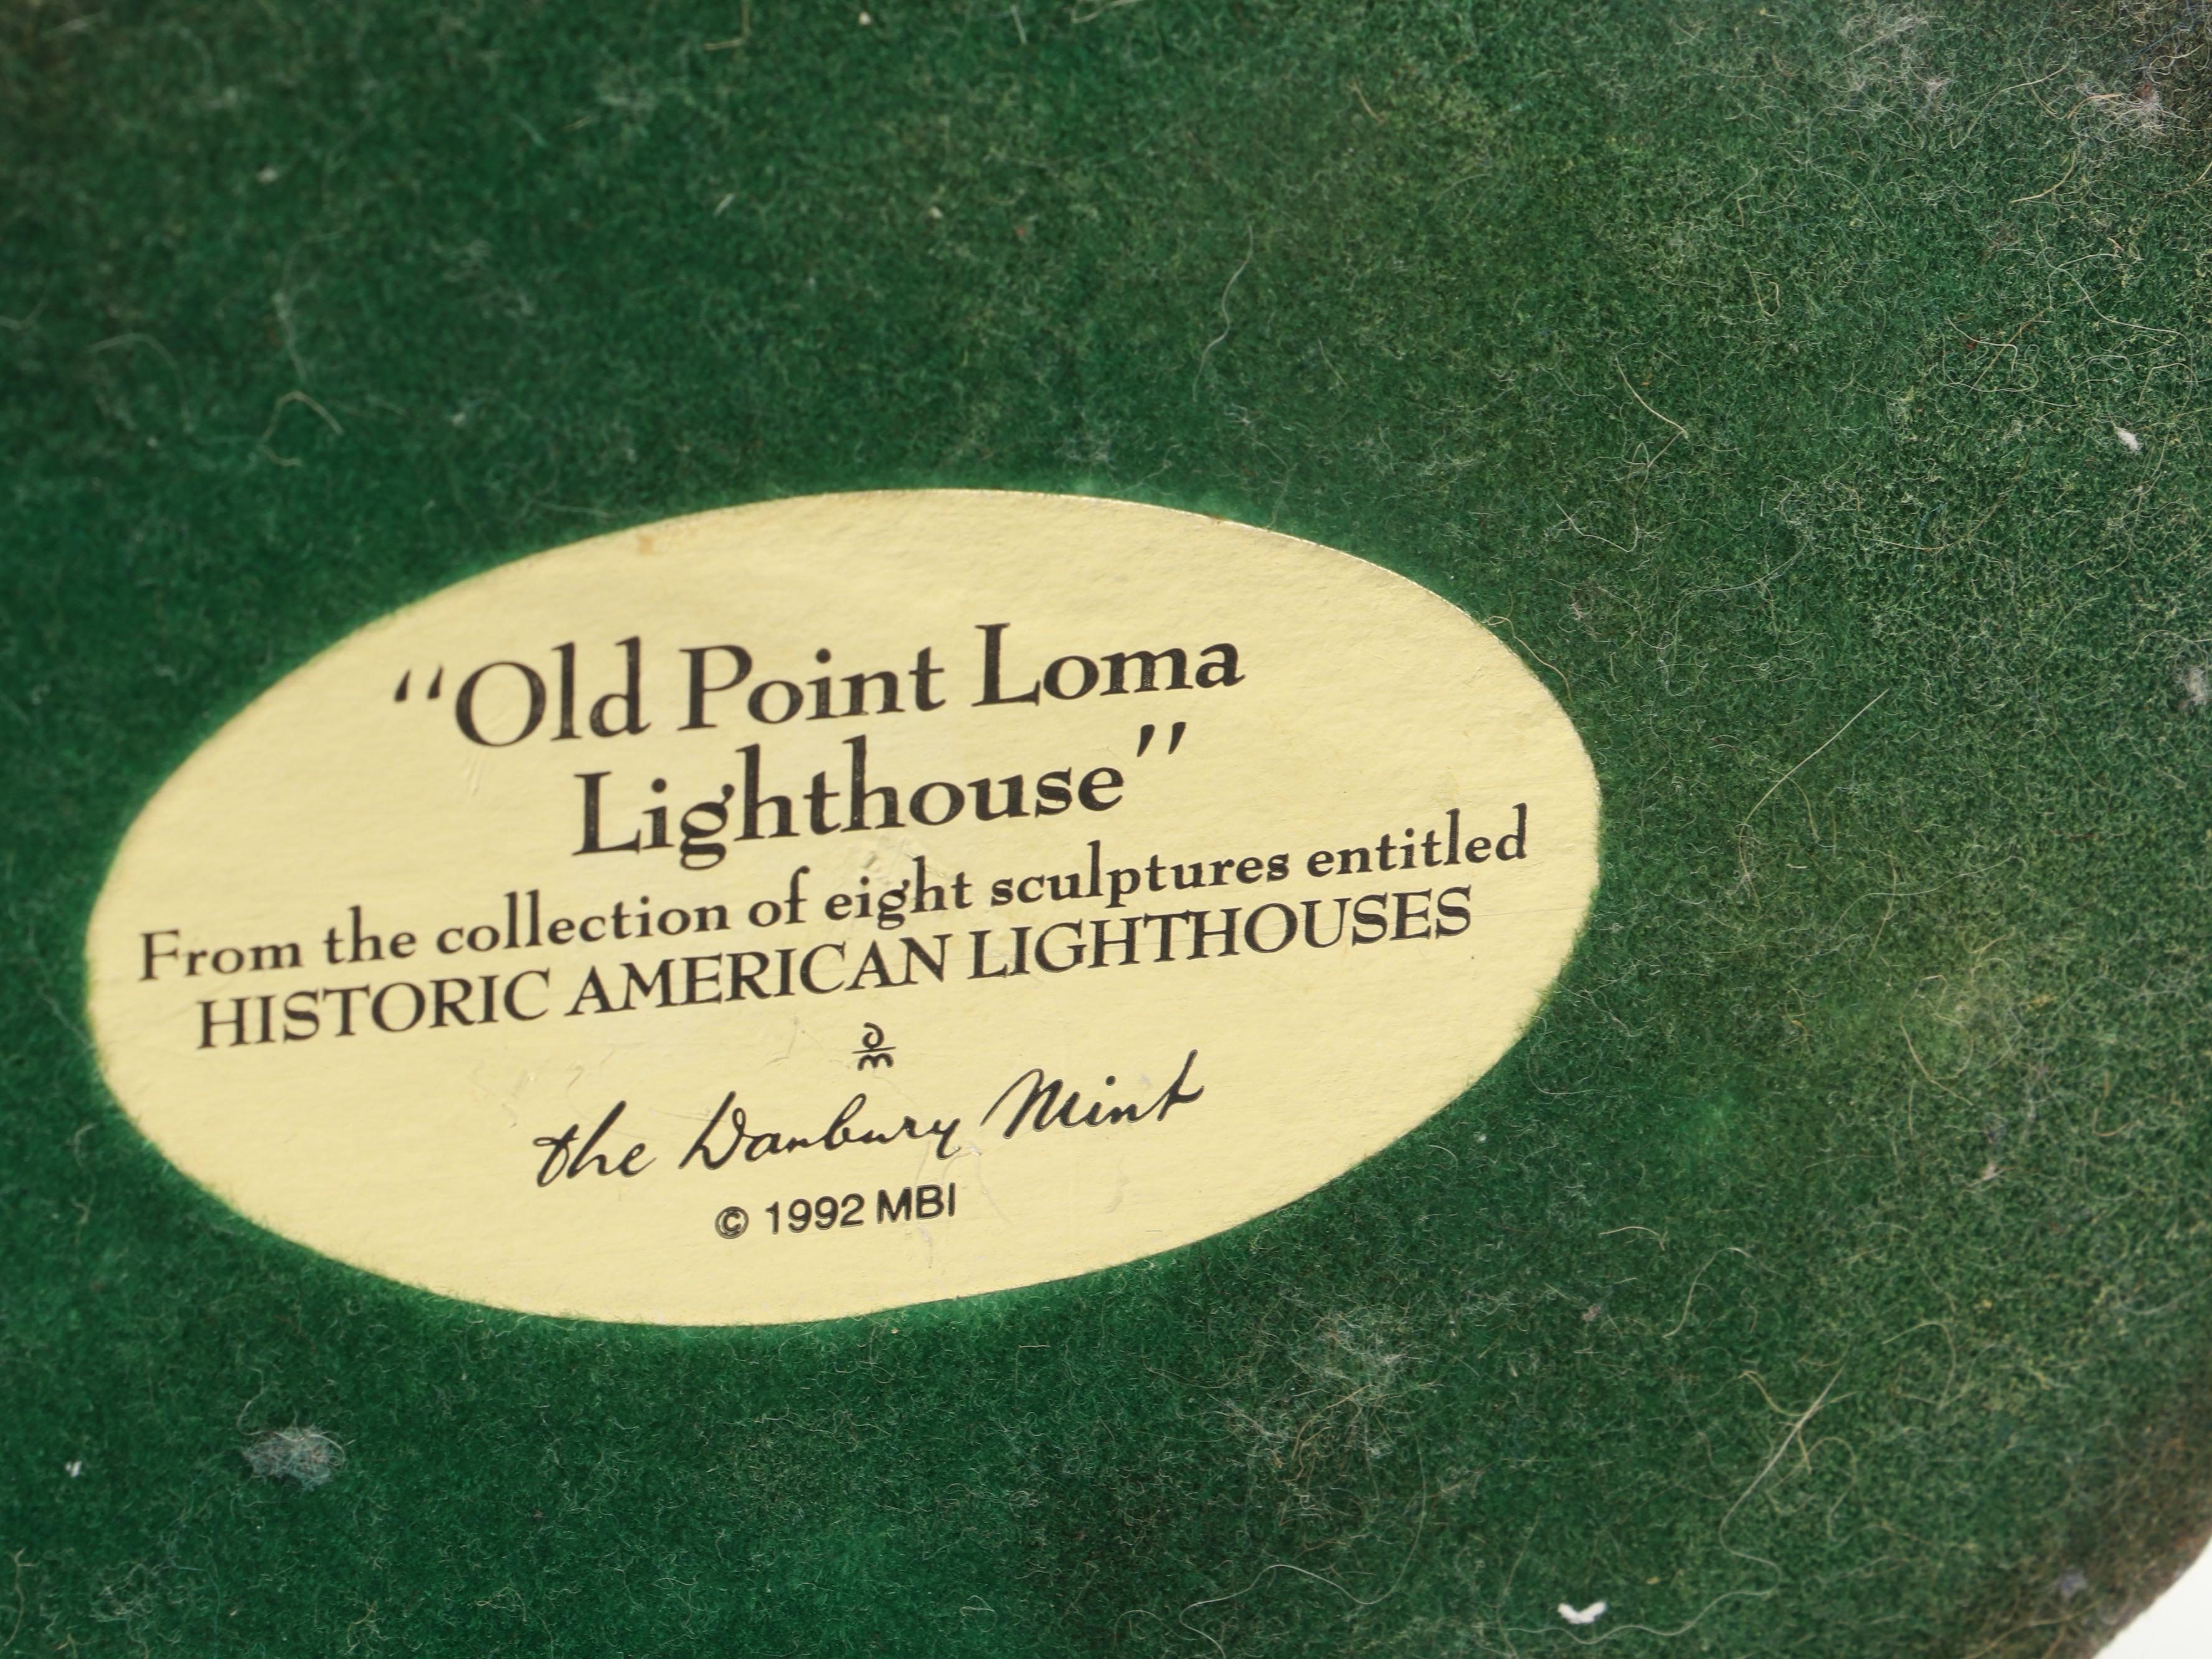 “Old Point Loma
Lighthouse”
From the collection of eight sculptures entitled
HISTORIC AMERICAN LIGHTHOUSES
dm
the Danbury Mint
© 1992 MBI